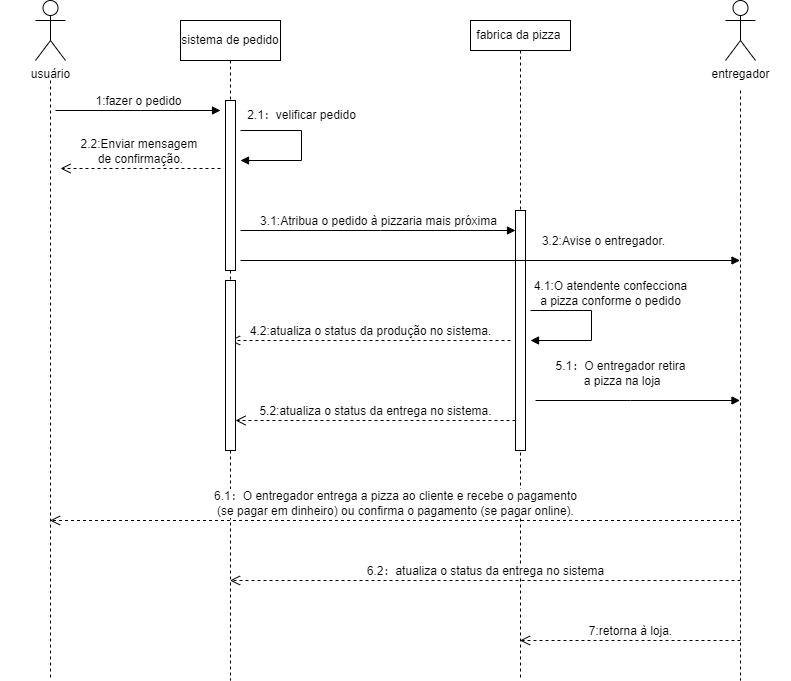 usuário
sistema de pedido
fabrica da pizza
entregador
1:fazer o pedido
2.1: velificar pedido
2.2:Enviar mensagem
de confirmação.
3.1:Atribua o pedido à pizzaria mais próxima
3.2:Avise o entregador.
4.1:O atendente confecciona
a pizza conforme o pedido
4.2:atualiza o status da produção no sistema.
5.1: O entregador retira
a pizza na loja
5.2:atualiza o status da entrega no sistema.
6.1: O entregador entrega a pizza ao cliente e recebe o pagamento
(se pagar em dinheiro) ou confirma o pagamento (se pagar online).
6.2: atualiza o status da entrega no sistema
7:retorna à loja.